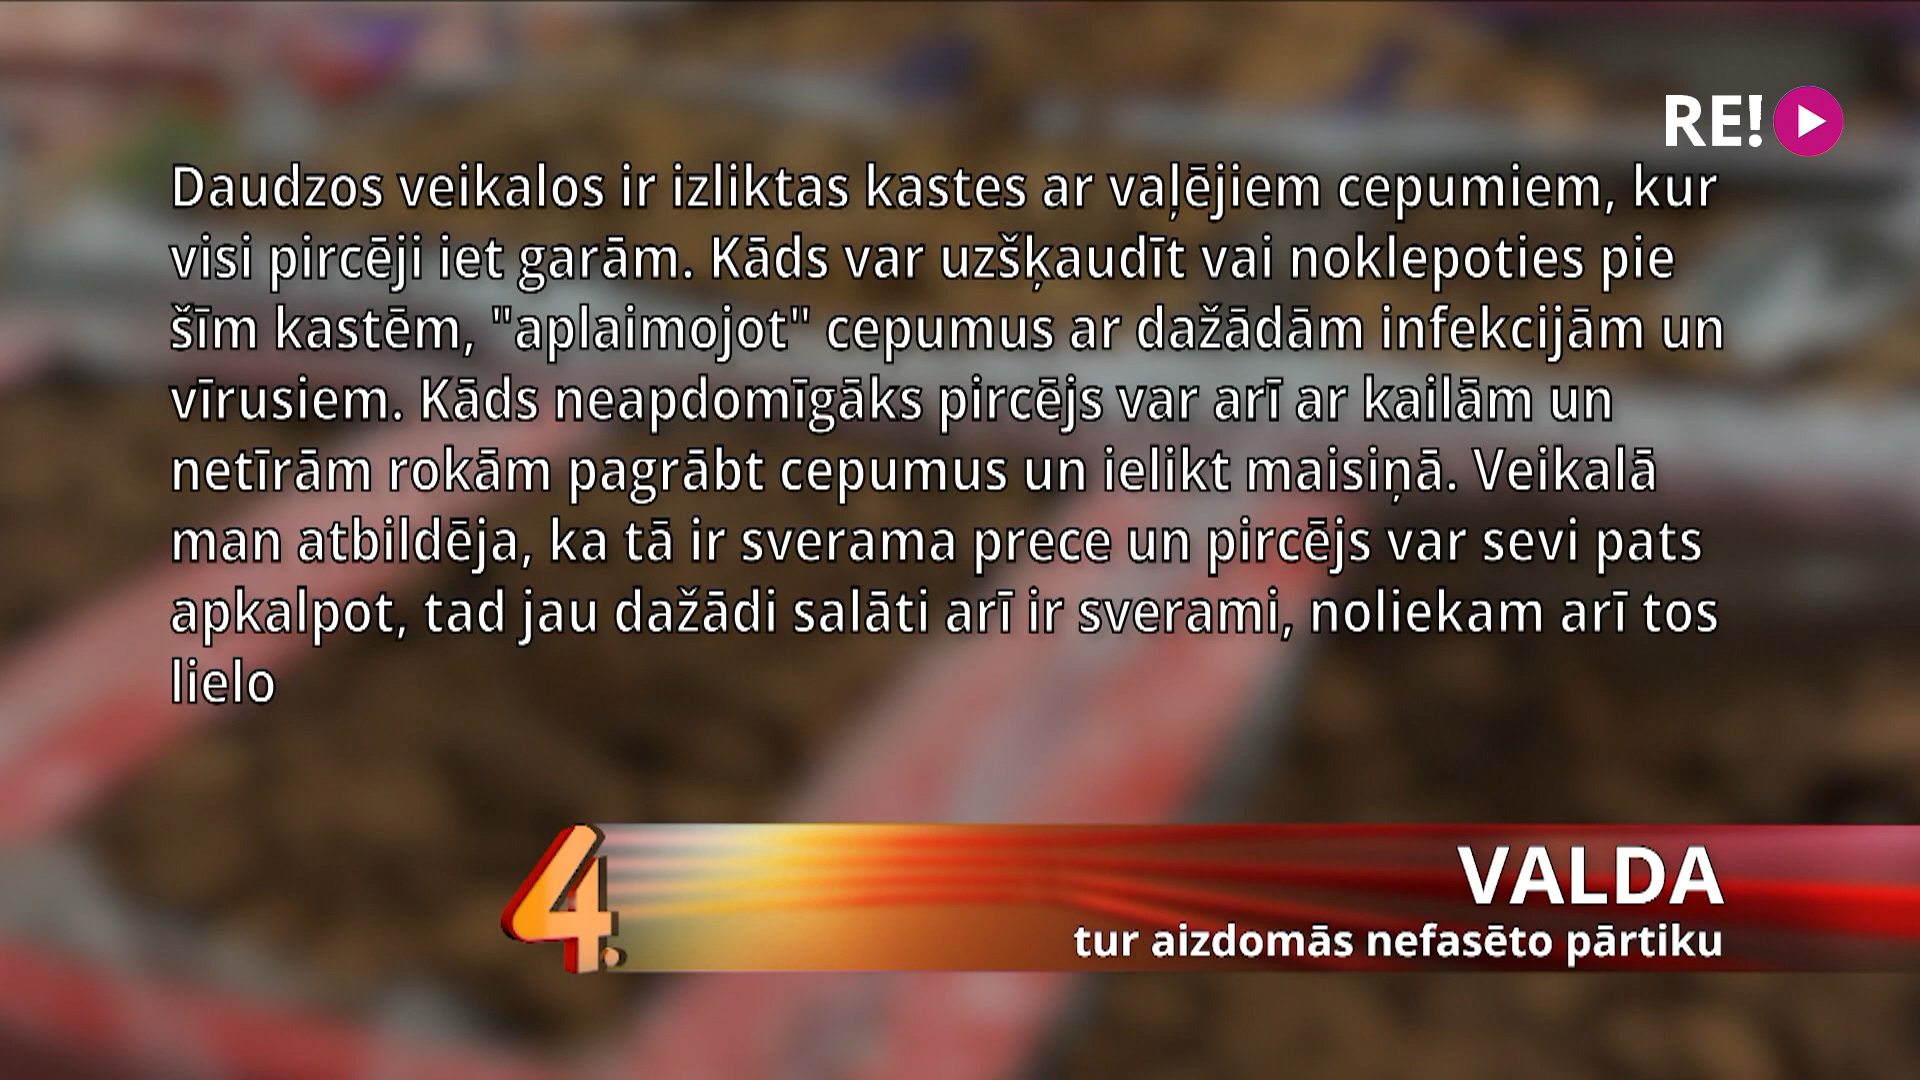 RE!
Daudzos veikalos ir izliktas kastes ar vaļējiem cepumiem, kur
visi pircēji iet garām. Kāds var uzšķaudīt vai noklepoties pie
šīm kastēm, "aplaimojot" cepumus ar dažādām infekcijām un
vīrusiem. Kāds neapdomīgāks pircējs var arī ar kailām un
netīrām rokām pagrābt cepumus un ielikt maisiņā. Veikalā
man atbildēja, ka tā ir sverama prece un pircējs var sevi pats
apkalpot, tad jau dažādi salāti arī ir sverami, noliekam arī tos
lielo
4.
VALDA
tur aizdomās nefasēto pārtiku